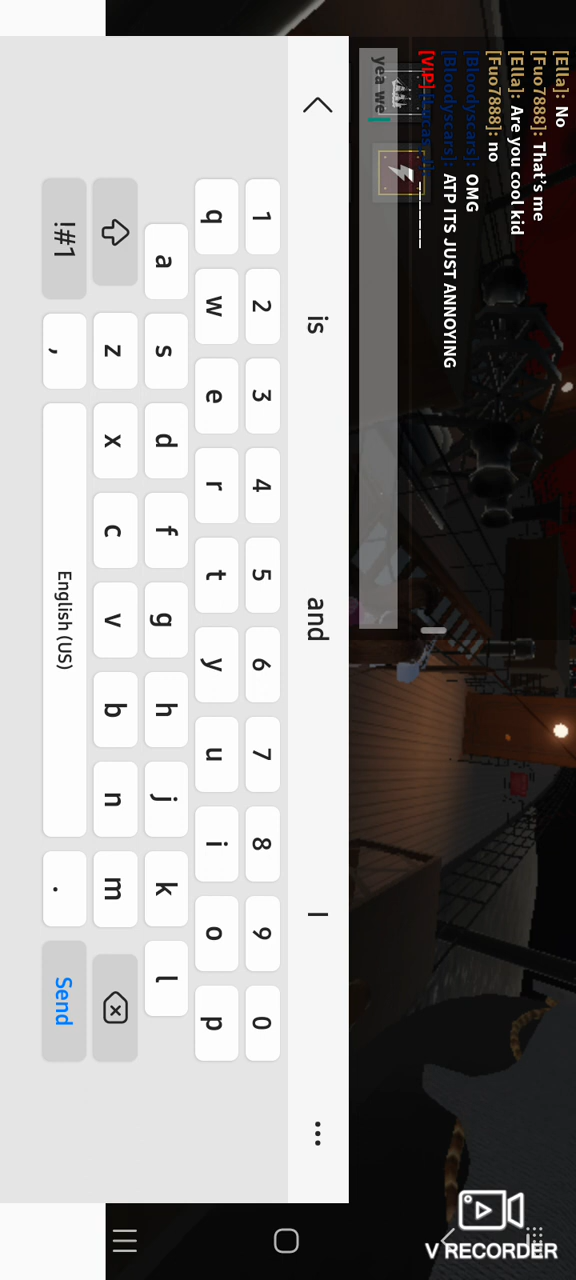 [Ella]: No
[Fuo7888]: That's me
[Ella]: Are you cool kid
[Fuo7888]: no
[Bloodyscars]: OMG
[Bloodyscars]: ATP ITS JUST ANNOYING
[VIP]
yea we
is and I
1 2 3 4 5 6 7 8 9 0
q w e r t y u i o p
a s d f g h j k l
z x c v b n m
!#1 , English (US) . Send
V RECORDER